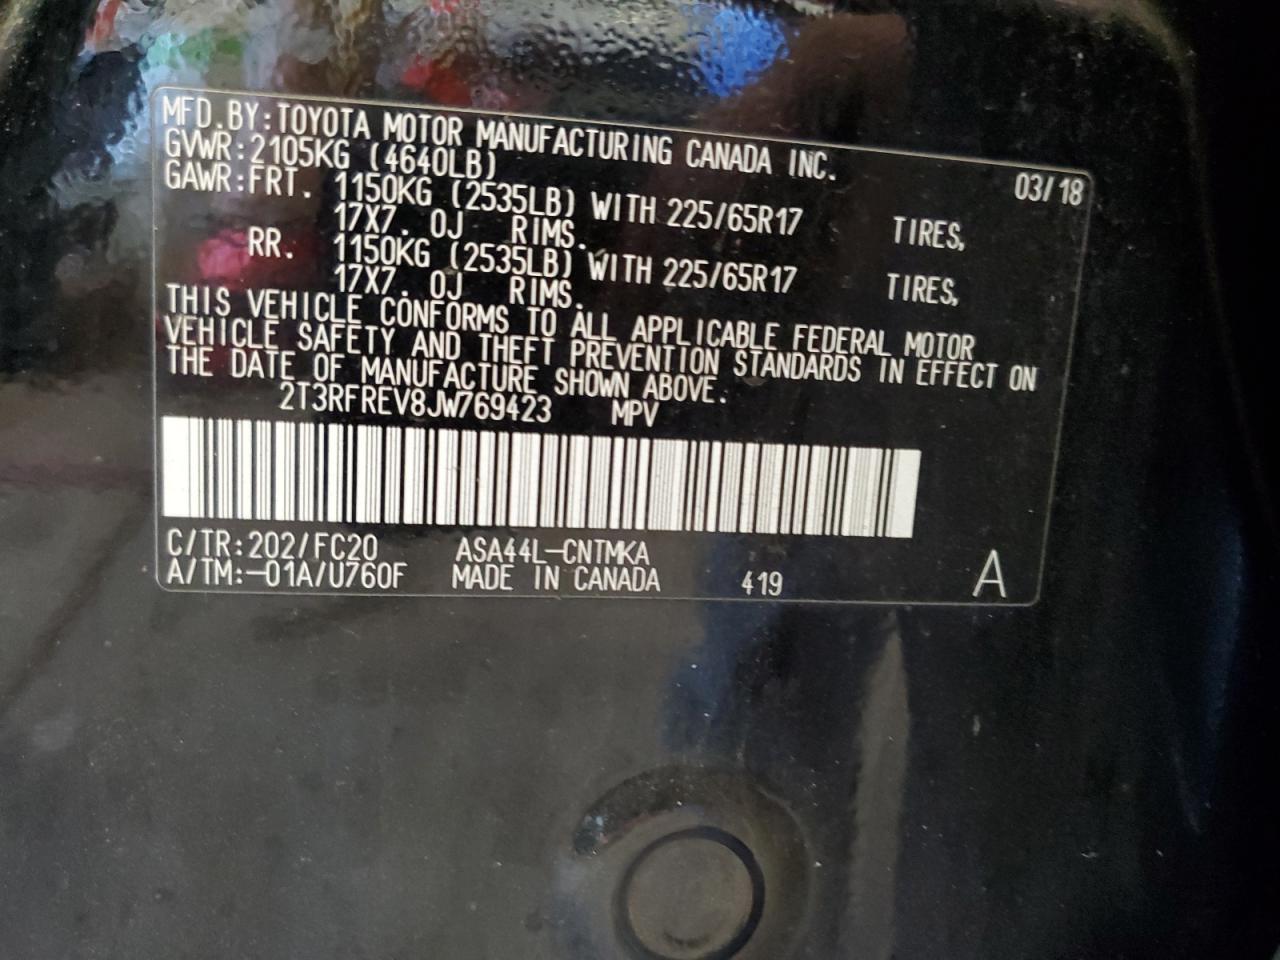 MFD.BY:TOYOTA MOTOR MANUFACTURING CANADA INC.
GVWR:2105KG (4640LB) 03/18
GAWR:FRT. 1150KG (2535LB) WITH 225/65R17 TIRES,
17X7. 0J RIMS.
RR. 1150KG (2535LB) WITH 225/65R17 TIRES,
17X7. 0J RIMS.
THIS VEHICLE CONFORMS TO ALL APPLICABLE FEDERAL MOTOR
VEHICLE SAFETY AND THEFT PREVENTION STANDARDS IN EFFECT ON
THE DATE OF MANUFACTURE SHOWN ABOVE.
2T3RFREV8JW769423 MPV
C/TR:202/FC20 ASA44L-CNTMKA
A/TM:-01A/U760F MADE IN CANADA 419 A